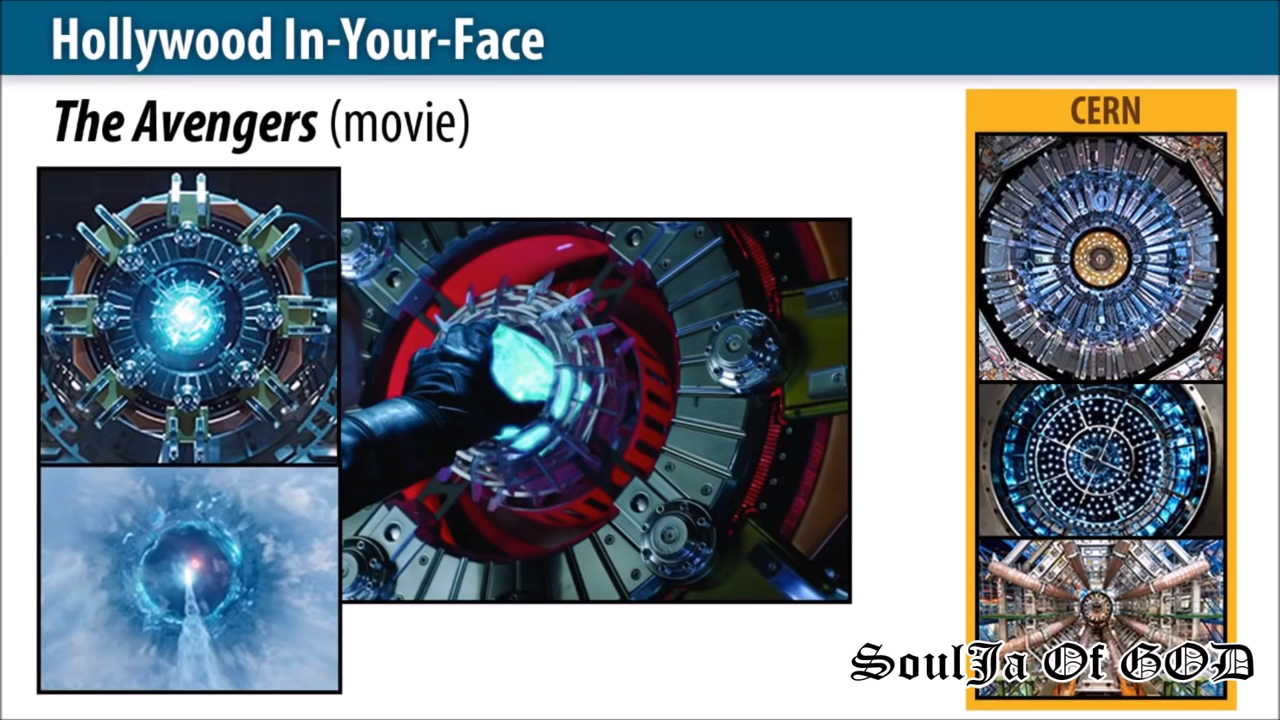 Hollywood In-Your-Face
The Avengers (movie)
CERN
SoulJa Of GOD